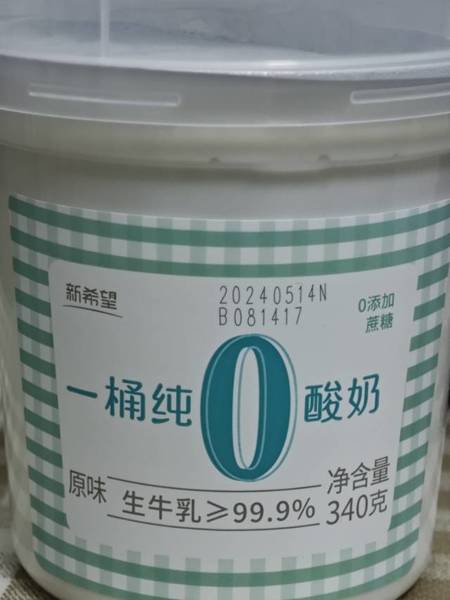 新希望
20240514N
B081417
0添加
蔗糖
一桶纯0酸奶
原味
生牛乳≥99.9%
净含量
340克